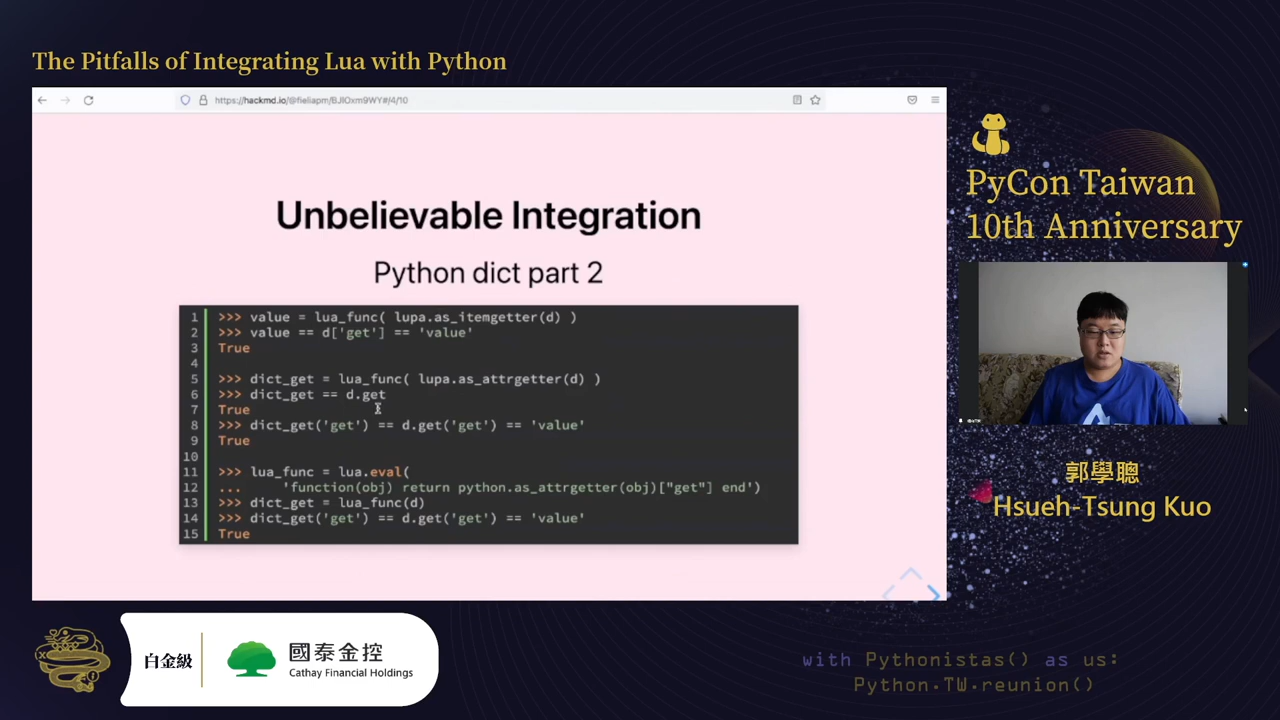 The Pitfalls of Integrating Lua with Python
https://hackmd.io/@fieliapm/BJlOxm9WY#/4/10
Unbelievable Integration
Python dict part 2
1 >>> value = lua_func( lupa.as_itemgetter(d) )
2 >>> value == d['get'] == 'value'
3 True
4
5 >>> dict_get = lua_func( lupa.as_attrgetter(d) )
6 >>> dict_get == d.get
7 True
8 >>> dict_get('get') == d.get('get') == 'value'
9 True
10
11 >>> lua_func = lua.eval(
12 ... 'function(obj) return python.as_attrgetter(obj)["get"] end')
13 >>> dict_get = lua_func(d)
14 >>> dict_get('get') == d.get('get') == 'value'
15 True
PyCon Taiwan
10th Anniversary
郭學聰
Hsueh-Tsung Kuo
白金級
國泰金控
Cathay Financial Holdings
with Pythonistas() as us:
Python.TW.reunion()